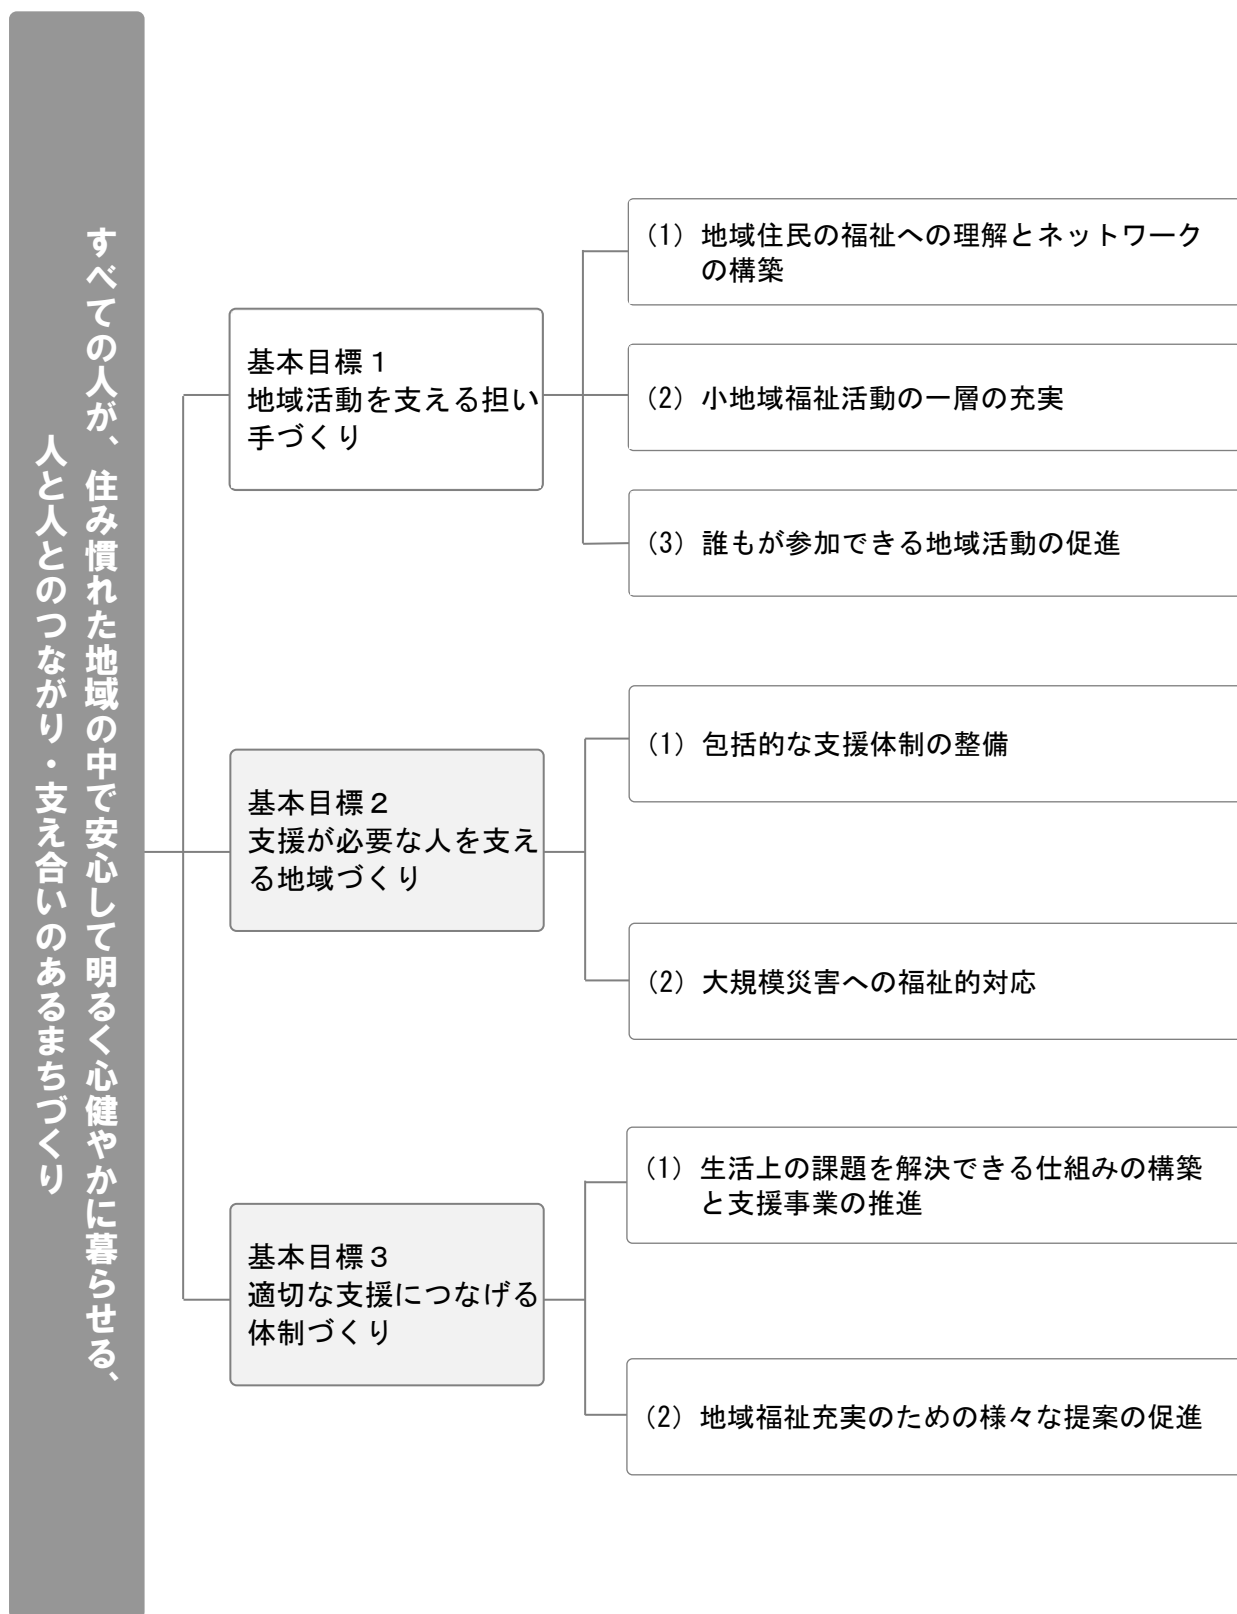 すべての人が、住み慣れた地域の中で安心して明るく心健やかに暮らせる、
人と人とのつながり・支え合いのあるまちづくり
基本目標１
地域活動を支える担い
手づくり
(1) 地域住民の福祉への理解とネットワーク
の構築
(2) 小地域福祉活動の一層の充実
(3) 誰もが参加できる地域活動の促進
基本目標２
支援が必要な人を支え
る地域づくり
(1) 包括的な支援体制の整備
(2) 大規模災害への福祉的対応
基本目標３
適切な支援につなげる
体制づくり
(1) 生活上の課題を解決できる仕組みの構築
と支援事業の推進
(2) 地域福祉充実のための様々な提案の促進